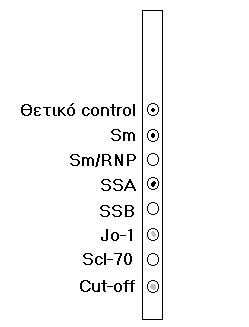 Θετικό control
Sm
Sm/RNP
SSA
SSB
Jo-1
Scl-70
Cut-off